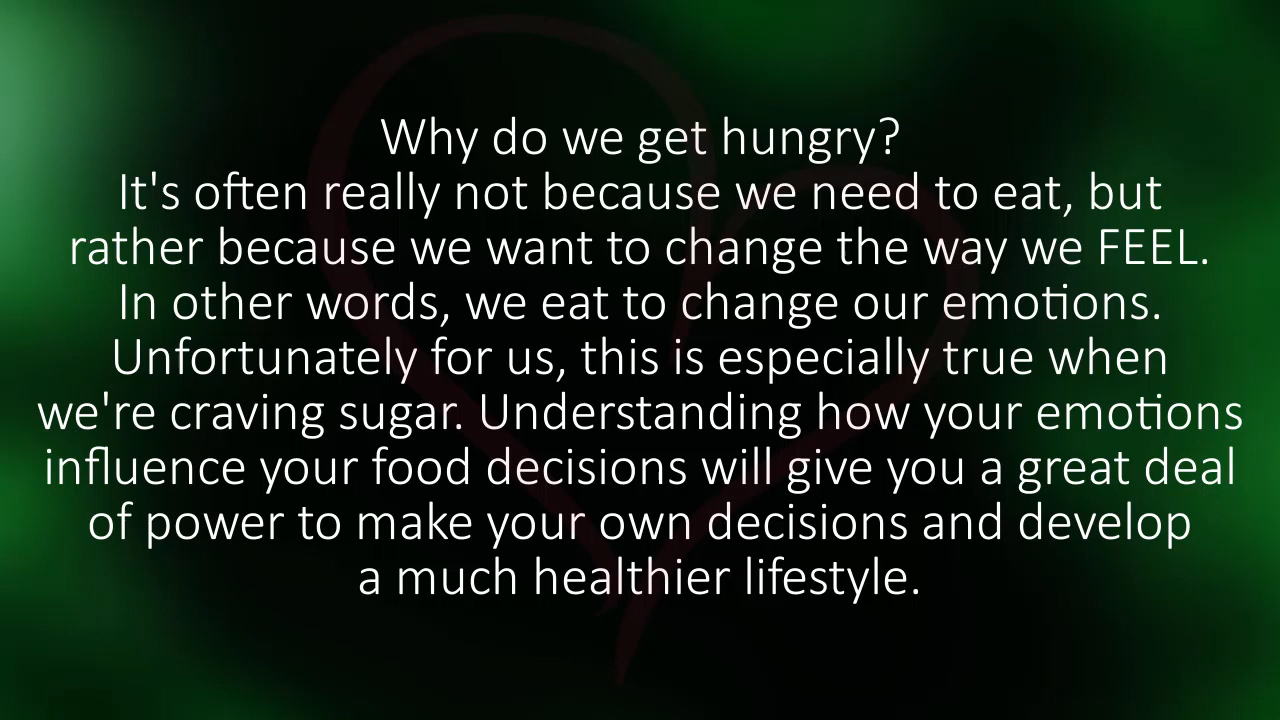 Why do we get hungry?
It's often really not because we need to eat, but
rather because we want to change the way we FEEL.
In other words, we eat to change our emotions.
Unfortunately for us, this is especially true when
we're craving sugar. Understanding how your emotions
influence your food decisions will give you a great deal
of power to make your own decisions and develop
a much healthier lifestyle.